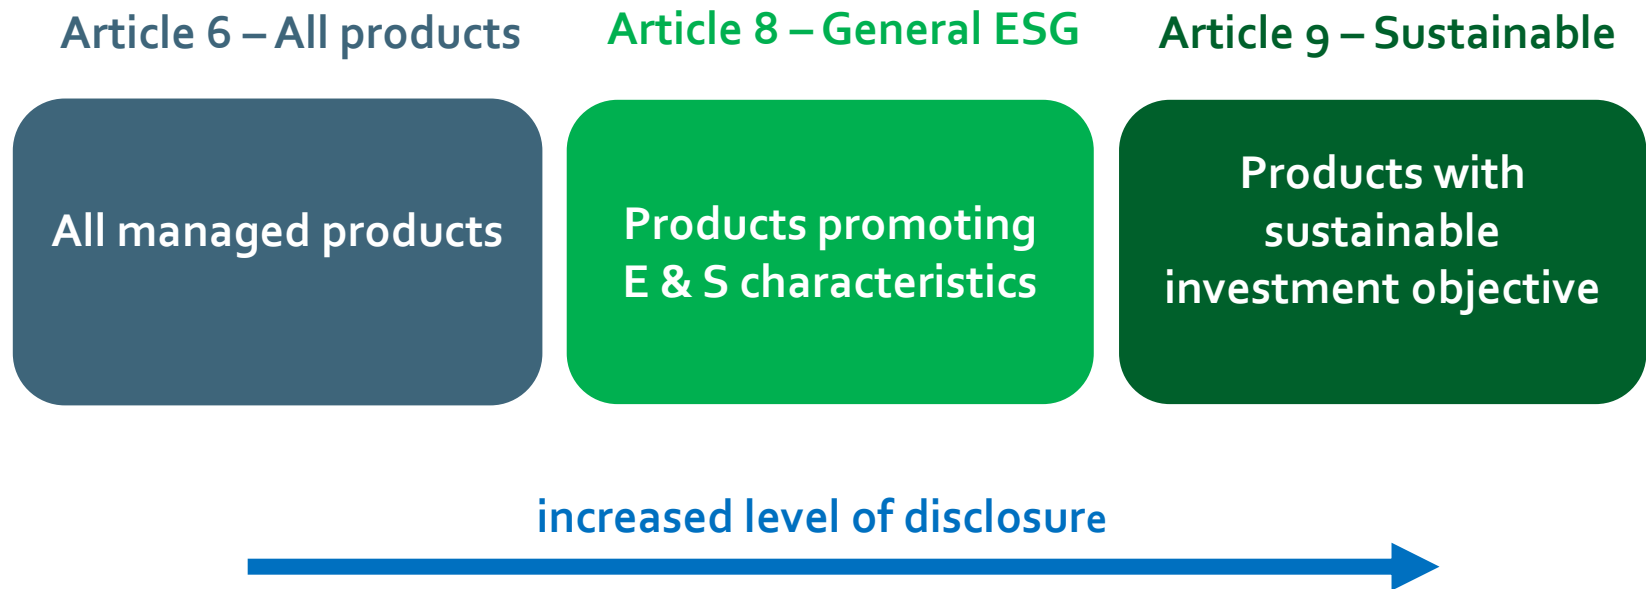 Article 6 – All products
Article 8 – General ESG
Article 9 – Sustainable
All managed products
Products promoting
E & S characteristics
Products with
sustainable
investment objective
increased level of disclosure